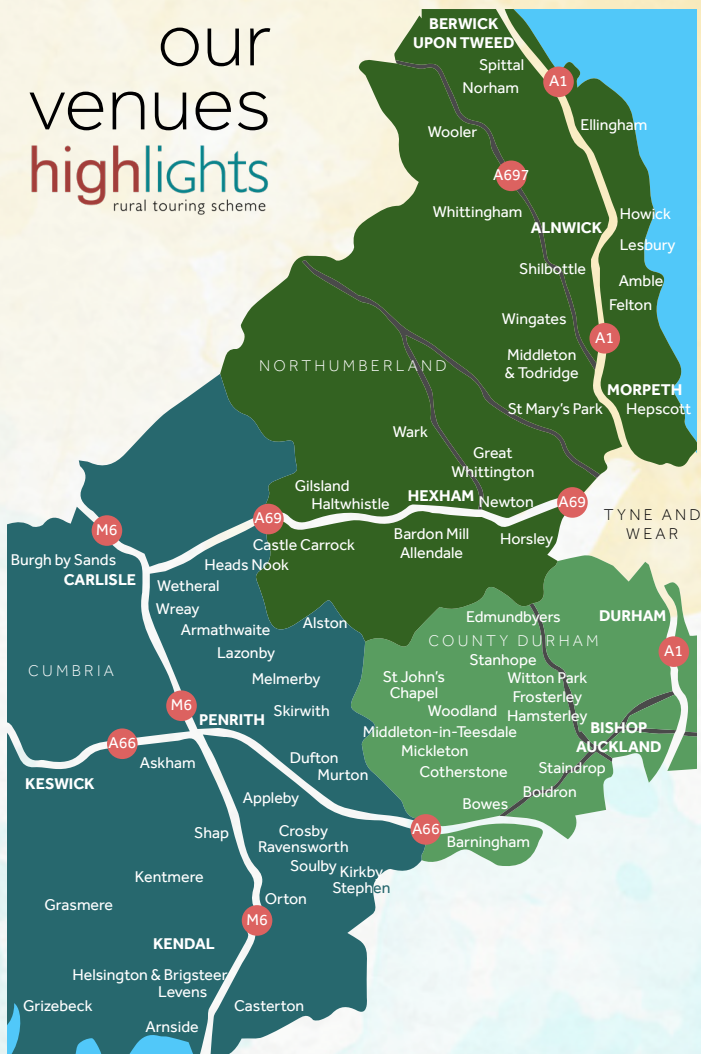 our
venues
highlights
rural touring scheme
BERWICK
UPON TWEED
Spittal
A1
Norham
Ellingham
Wooler
A697
Whittingham
Howick
ALNWICK
Lesbury
Shilbottle
Amble
Felton
Wingates
A1
Middleton
& Todridge
NORTHUMBERLAND
MORPETH
St Mary's Park
Hepscott
Wark
Great
Whittington
Gilsland
HEXHAM
Newton
A69
Haltwhistle
TYNE AND
WEAR
A69
M6
Bardon Mill
Horsley
Castle Carrock
Allendale
Burgh by Sands
Heads Nook
CARLISLE
Wetheral
Wreay
Edmundbyers
DURHAM
Armathwaite
Alston
COUNTY DURHAM
A1
Lazonby
Stanhope
CUMBRIA
Melmerby
St John's
Chapel
Witton Park
Frosterley
M6
Skirwith
Woodland
Hamsterley
PENRITH
Middleton-in-Teesdale
BISHOP
AUCKLAND
A66
Mickleton
Askham
Dufton
Cotherstone
Staindrop
Murton
KESWICK
Boldron
Appleby
Bowes
Shap
Crosby
Ravensworth
A66
Barningham
Soulby
Kirkby
Stephen
Kentmere
Orton
Grasmere
M6
KENDAL
Helsington & Brigsteer
Levens
Grizebeck
Casterton
Arnside